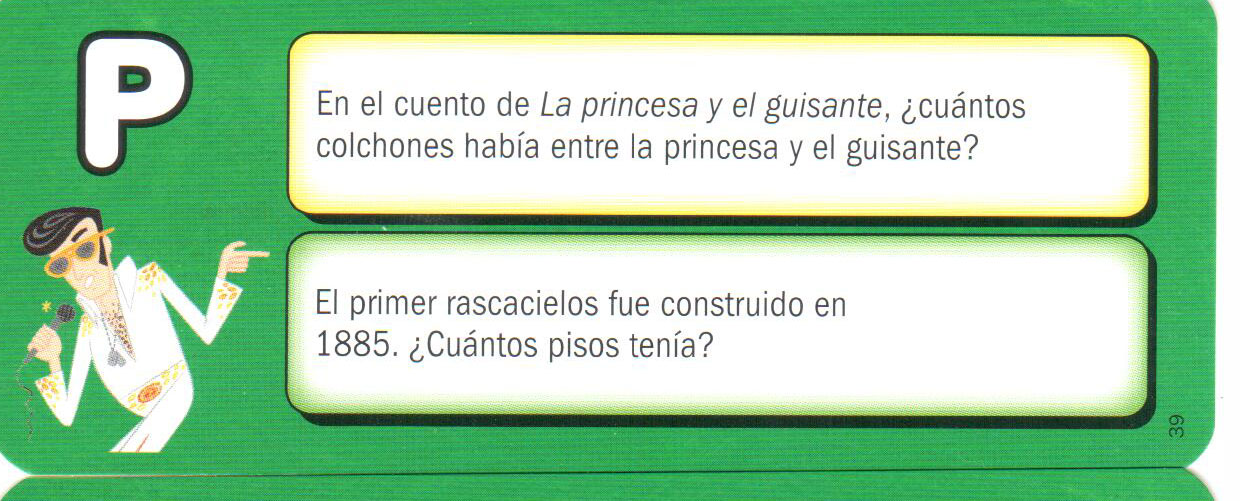 P
En el cuento de La princesa y el guisante, ¿cuántos
colchones había entre la princesa y el guisante?
El primer rascacielos fue construido en
1885. ¿Cuántos pisos tenía?
39